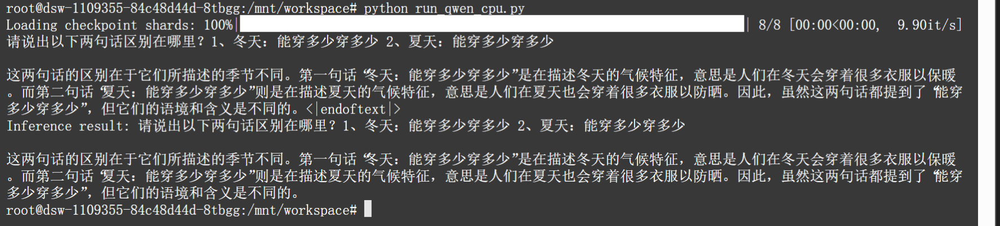 root@dsw-1109355-84c48d44d-8tbgg:/mnt/workspace# python run_qwen_cpu.py
Loading checkpoint shards: 100%| | 8/8 [00:00<00:00,  9.90it/s]
请说出以下两句话区别在哪里？1、冬天：能穿多少穿多少 2、夏天：能穿多少穿多少
这两句话的区别在于它们所描述的季节不同。第一句话“冬天：能穿多少穿多少”是在描述冬天的气候特征，意思是人们在冬天会穿着很多衣服以保暖
。而第二句话“夏天：能穿多少穿多少”则是在描述夏天的气候特征，意思是人们在夏天也会穿着很多衣服以防晒。因此，虽然这两句话都提到了“能穿
多少穿多少”，但它们的语境和含义是不同的。<|endoftext|>
Inference result: 请说出以下两句话区别在哪里？1、冬天：能穿多少穿多少 2、夏天：能穿多少穿多少
这两句话的区别在于它们所描述的季节不同。第一句话“冬天：能穿多少穿多少”是在描述冬天的气候特征，意思是人们在冬天会穿着很多衣服以保暖
。而第二句话“夏天：能穿多少穿多少”则是在描述夏天的气候特征，意思是人们在夏天也会穿着很多衣服以防晒。因此，虽然这两句话都提到了“能穿
多少穿多少”，但它们的语境和含义是不同的。
root@dsw-1109355-84c48d44d-8tbgg:/mnt/workspace#